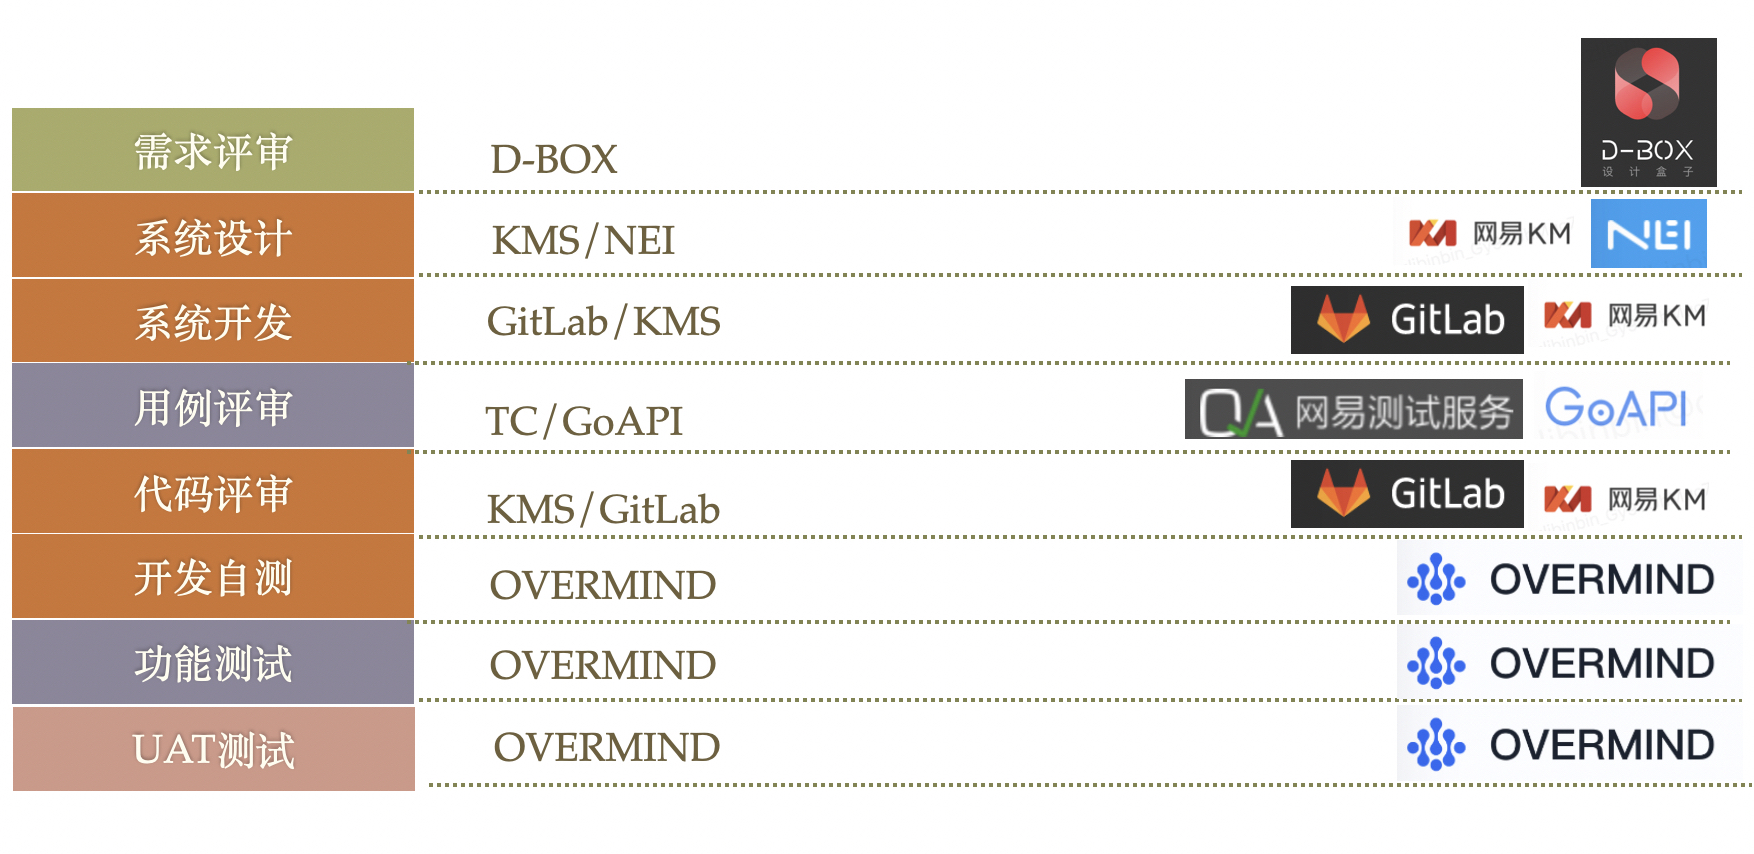 需求评审
D-BOX
D-BOX
设计盒子
系统设计
KMS/NEI
网易KM
NEI
系统开发
GitLab/KMS
GitLab
网易KM
用例评审
TC/GoAPI
QA 网易测试服务
GoAPI
代码评审
KMS/GitLab
GitLab
网易KM
开发自测
OVERMIND
OVERMIND
功能测试
OVERMIND
OVERMIND
UAT测试
OVERMIND
OVERMIND